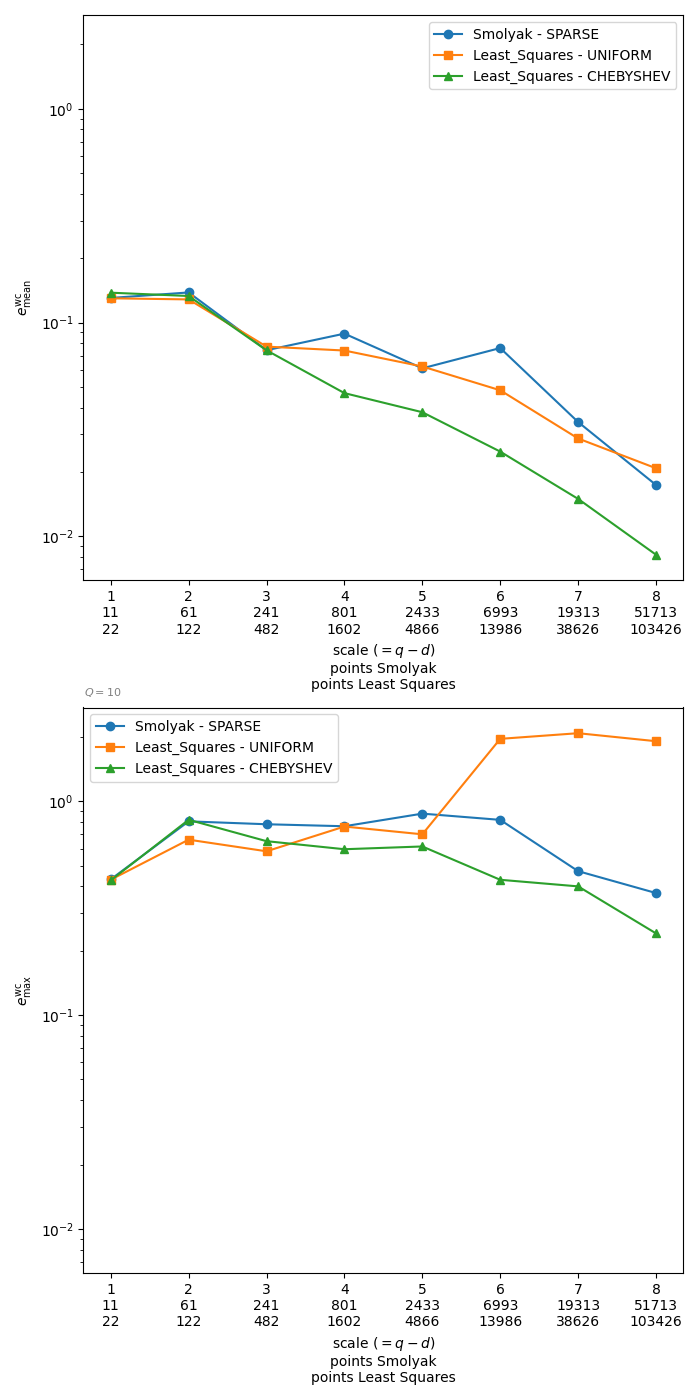 Smolyak - SPARSE
Least_Squares - UNIFORM
Least_Squares - CHEBYSHEV
10⁰
10⁻¹
10⁻²
e^wc_mean
1 2 3 4 5 6 7 8
11 61 241 801 2433 6993 19313 51713
22 122 482 1602 4866 13986 38626 103426
scale (= q − d)
points Smolyak
points Least Squares
Q = 10
Smolyak - SPARSE
Least_Squares - UNIFORM
Least_Squares - CHEBYSHEV
10⁰
10⁻¹
10⁻²
e^wc_max
1 2 3 4 5 6 7 8
11 61 241 801 2433 6993 19313 51713
22 122 482 1602 4866 13986 38626 103426
scale (= q − d)
points Smolyak
points Least Squares